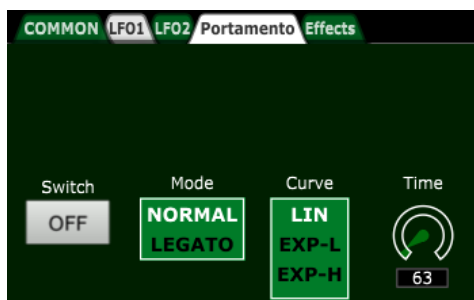 COMMON LFO1 LFO2 Portamento Effects
Switch Mode Curve Time
OFF NORMAL LIN
LEGATO EXP-L
EXP-H 63